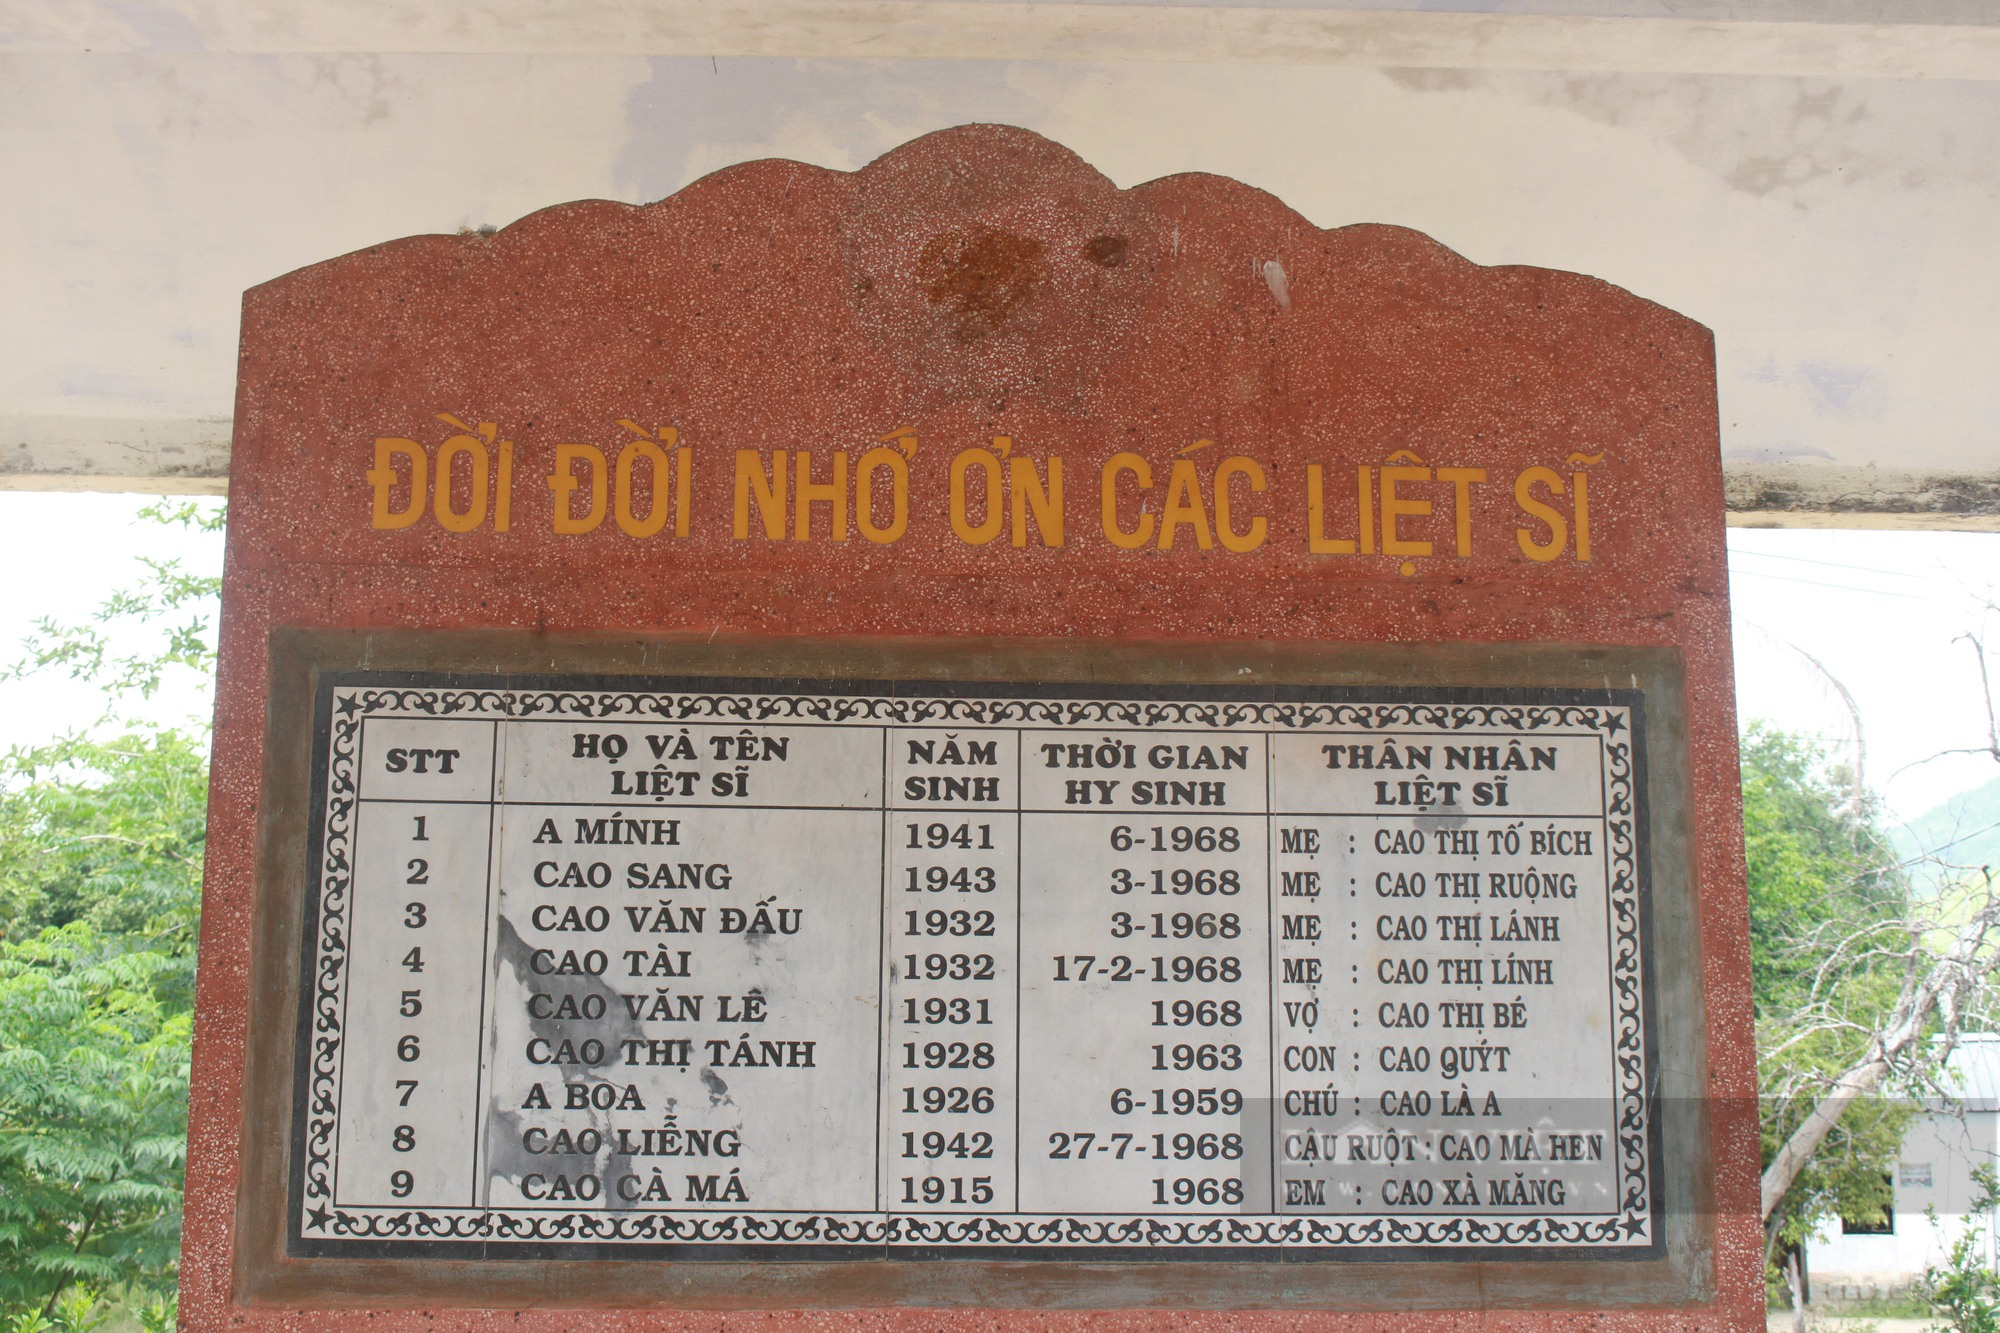 ĐỜI ĐỜI NHỚ ƠN CÁC LIỆT SĨ
STT HỌ VÀ TÊN LIỆT SĨ NĂM SINH THỜI GIAN HY SINH THÂN NHÂN LIỆT SĨ
1 A MÍNH 1941 6-1968 MẸ : CAO THỊ TỐ BÍCH
2 CAO SANG 1943 3-1968 MẸ : CAO THỊ RUỘNG
3 CAO VĂN ĐẤU 1932 3-1968 MẸ : CAO THỊ LÁNH
4 CAO TÀI 1932 17-2-1968 MẸ : CAO THỊ LÍNH
5 CAO VĂN LÊ 1931 1968 VỢ : CAO THỊ BÉ
6 CAO THỊ TÁNH 1928 1963 CON : CAO QUÝT
7 A BOA 1926 6-1959 CHÚ : CAO LÀ A
8 CAO LIỄNG 1942 27-7-1968 CẬU RUỘT : CAO MÀ HEN
9 CAO CÀ MÁ 1915 1968 EM : CAO XÀ MĂNG